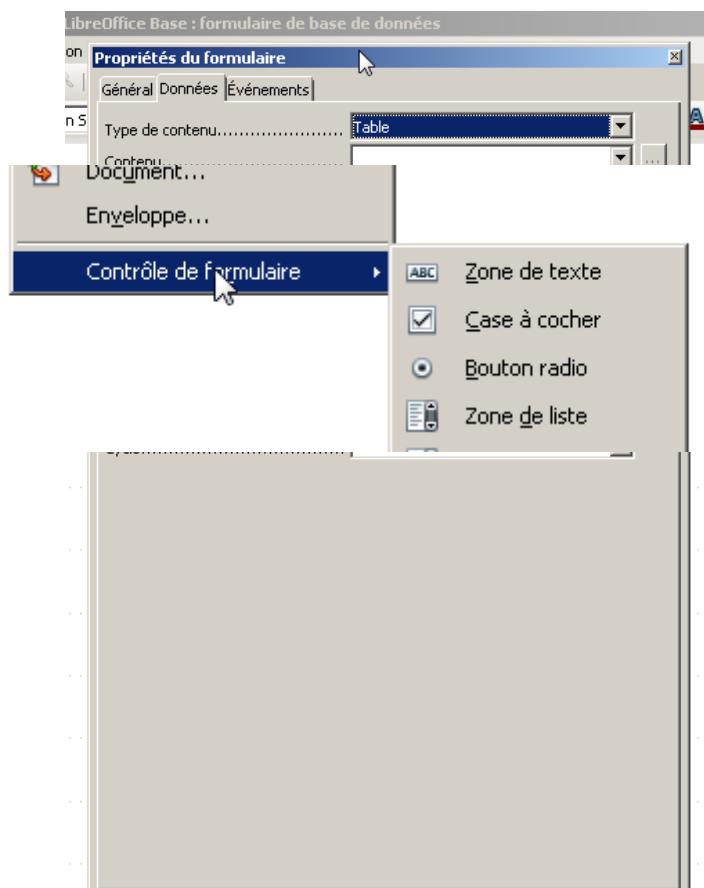 LibreOffice Base : formulaire de base de données
on
Propriétés du formulaire
Général Données Événements
n S
Type de contenu....................... Table
Contenu
...
Document...
Enveloppe...
Contrôle de formulaire
ABC Zone de texte
Case à cocher
Bouton radio
Zone de liste